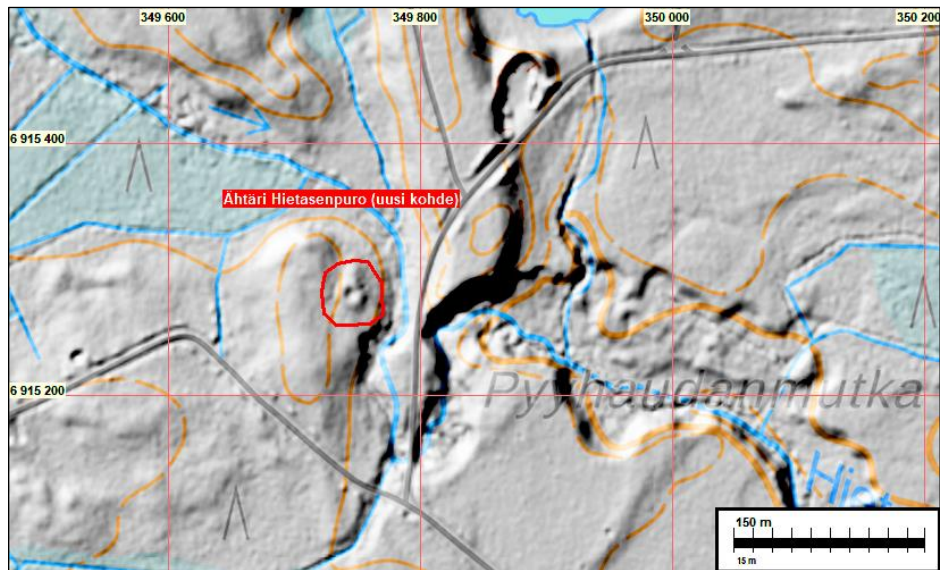 349 600
349 800
350 000
350 200
6 915 400
Ähtäri Hietasenpuro (uusi kohde)
6 915 200
Pyyhaudanmutka
Hiet
150 m
15 m